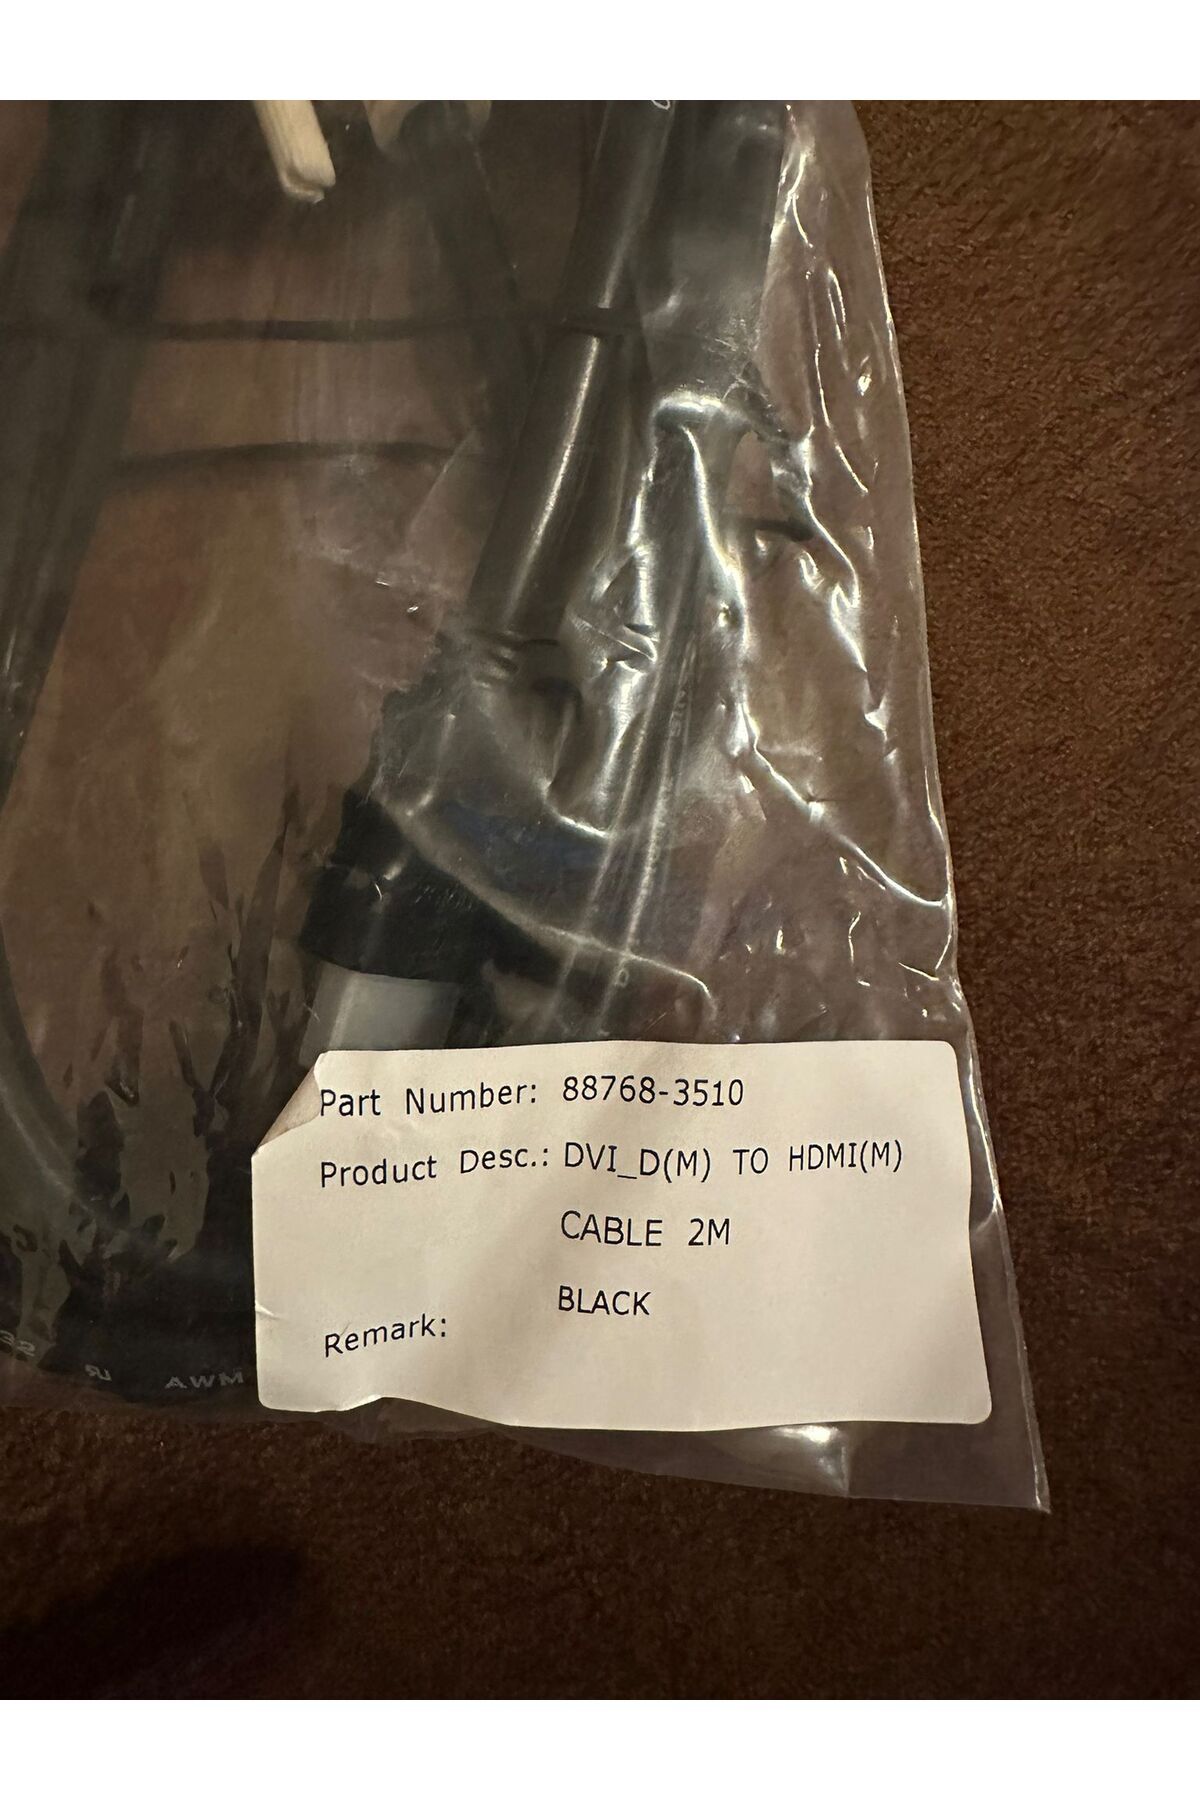 Part Number: 88768-3510
Product Desc.: DVI_D(M) TO HDMI(M)
CABLE 2M
BLACK
Remark:
AWM